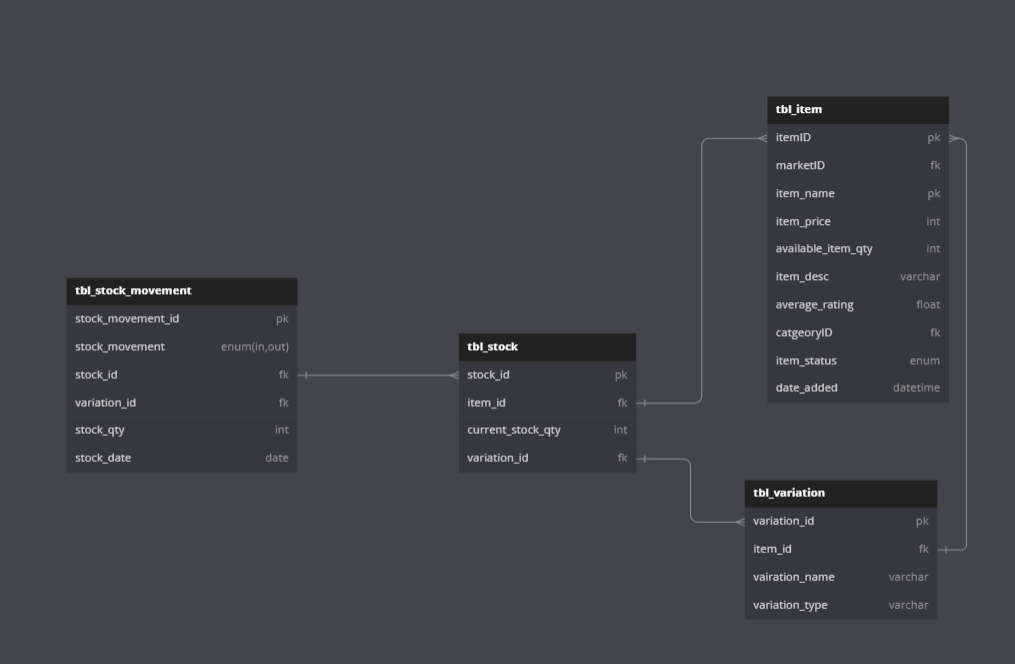 tbl_item
itemID pk
marketID fk
item_name pk
item_price int
available_item_qty int
item_desc varchar
average_rating float
catgeoryID fk
item_status enum
date_added datetime
tbl_stock_movement
stock_movement_id pk
stock_movement enum(in,out)
stock_id fk
variation_id fk
stock_qty int
stock_date date
tbl_stock
stock_id pk
item_id fk
current_stock_qty int
variation_id fk
tbl_variation
variation_id pk
item_id fk
vairation_name varchar
variation_type varchar